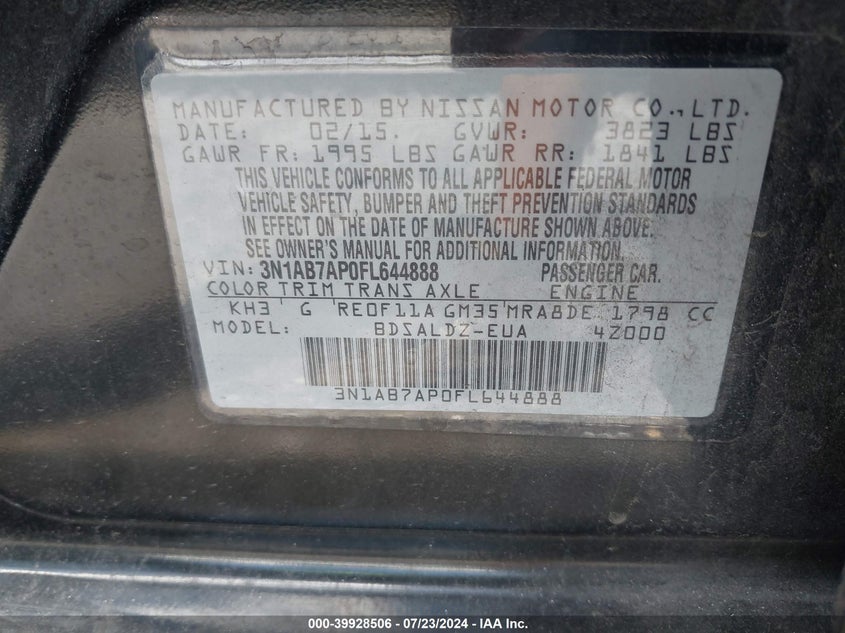 MANUFACTURED BY NISSAN MOTOR CO.,LTD.
DATE: 02/15. GVWR: 3823 LBS
GAWR FR: 1995 LBS GAWR RR: 1841 LBS
THIS VEHICLE CONFORMS TO ALL APPLICABLE FEDERAL MOTOR
VEHICLE SAFETY, BUMPER AND THEFT PREVENTION STANDARDS
IN EFFECT ON THE DATE OF MANUFACTURE SHOWN ABOVE.
SEE OWNER'S MANUAL FOR ADDITIONAL INFORMATION.
VIN: 3N1AB7AP0FL644888 PASSENGER CAR.
COLOR TRIM TRANS AXLE ENGINE
KH3 G RE0F11A GM35 MRA8DE 1798 CC
MODEL: BDSALDZ-EUA 4Z000
3N1AB7AP0FL644888
000-39928506 - 07/23/2024 - IAA Inc.